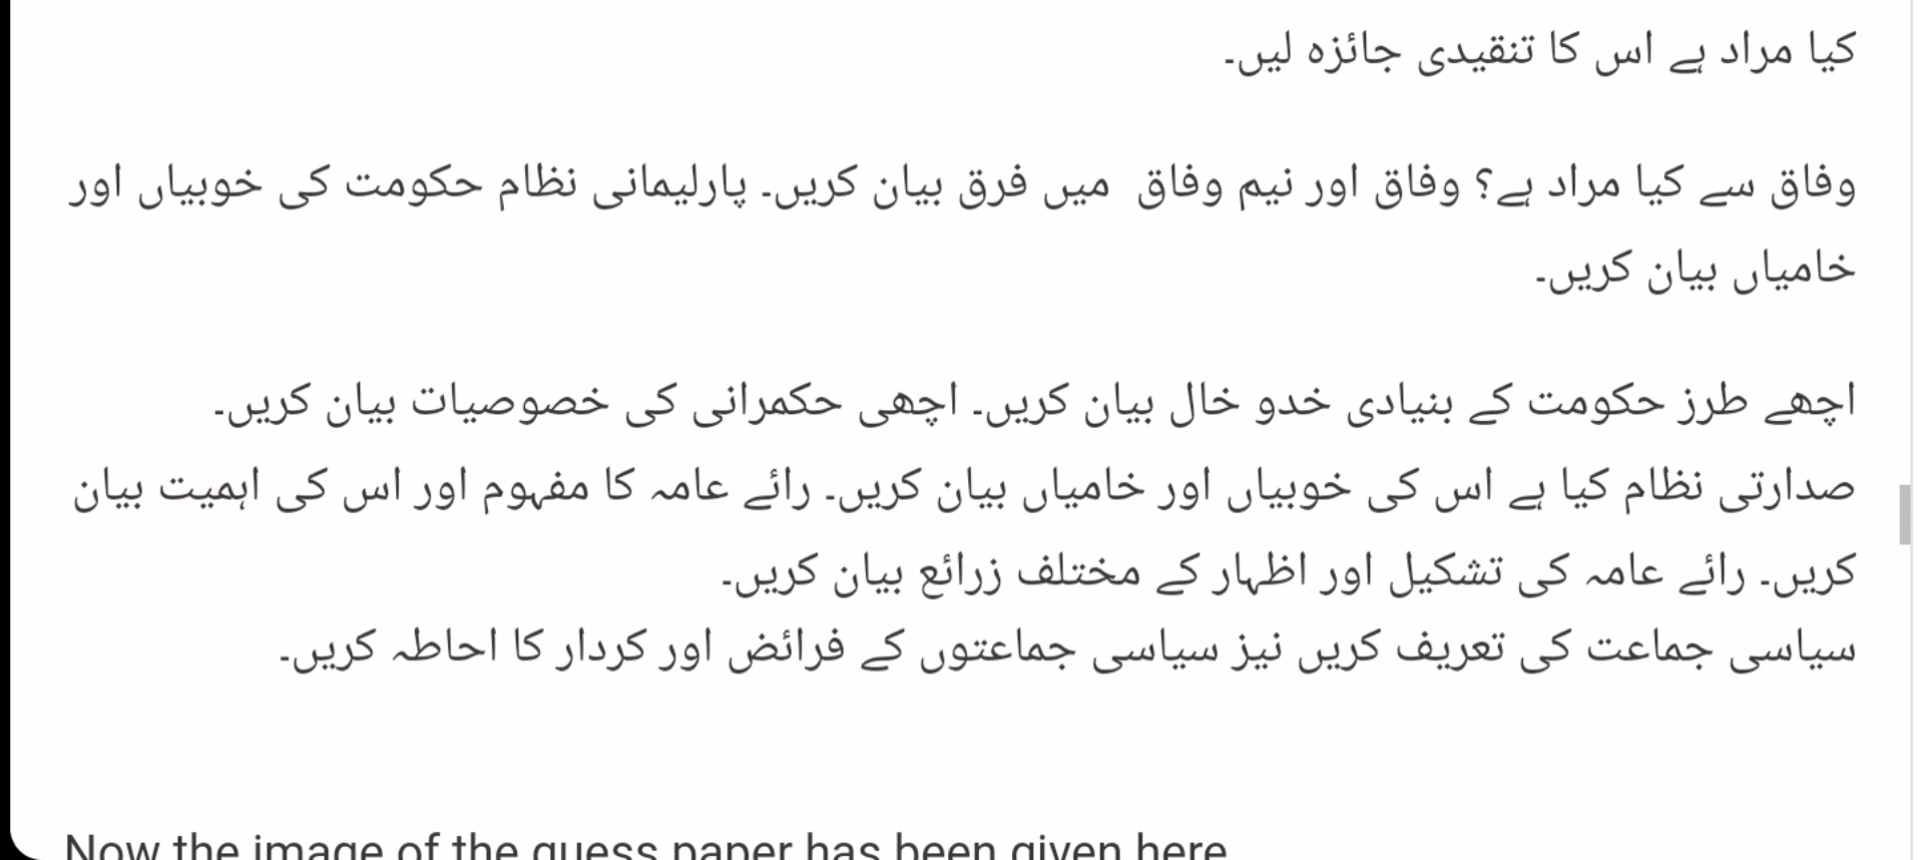 کیا مراد ہے اس کا تنقیدی جائزہ لیں۔
وفاق سے کیا مراد ہے؟ وفاق اور نیم وفاق میں فرق بیان کریں۔ پارلیمانی نظام حکومت کی خوبیاں اور
خامیاں بیان کریں۔
اچھے طرز حکومت کے بنیادی خدو خال بیان کریں۔ اچھی حکمرانی کی خصوصیات بیان کریں۔
صدارتی نظام کیا ہے اس کی خوبیاں اور خامیاں بیان کریں۔ رائے عامہ کا مفہوم اور اس کی اہمیت بیان
کریں۔ رائے عامہ کی تشکیل اور اظہار کے مختلف زرائع بیان کریں۔
سیاسی جماعت کی تعریف کریں نیز سیاسی جماعتوں کے فرائض اور کردار کا احاطہ کریں۔
Now the image of the guess paper has been given here